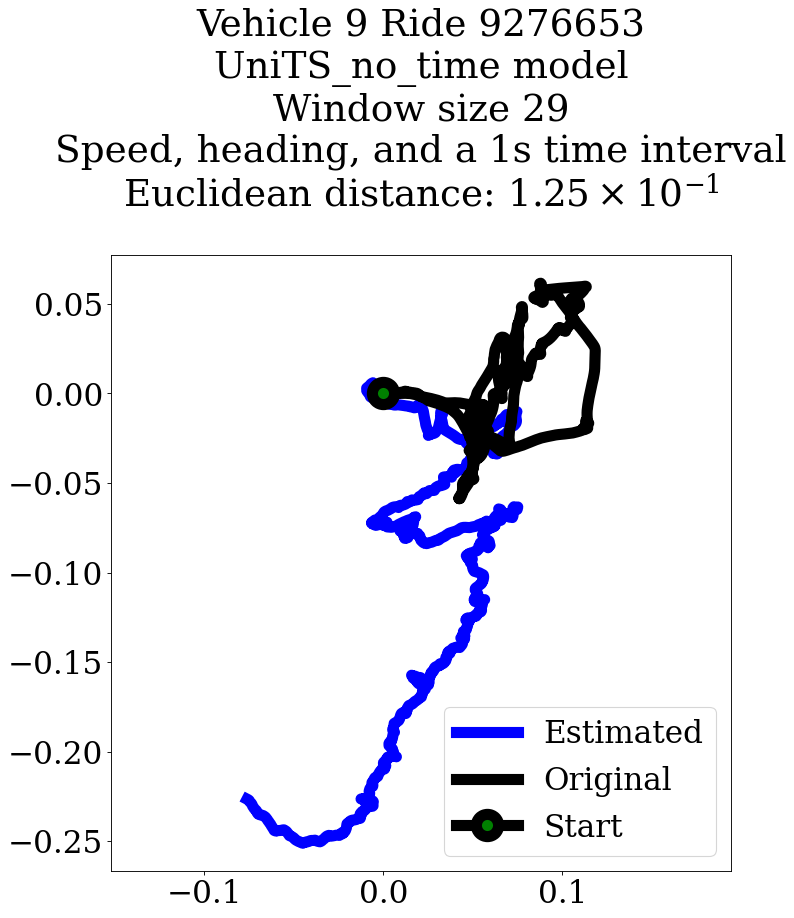 Vehicle 9 Ride 9276653
UniTS_no_time model
Window size 29
Speed, heading, and a 1s time interval
Euclidean distance: 1.25 × 10⁻¹
0.05
0.00
−0.05
−0.10
−0.15
−0.20
−0.25
Estimated
Original
Start
−0.1
0.0
0.1